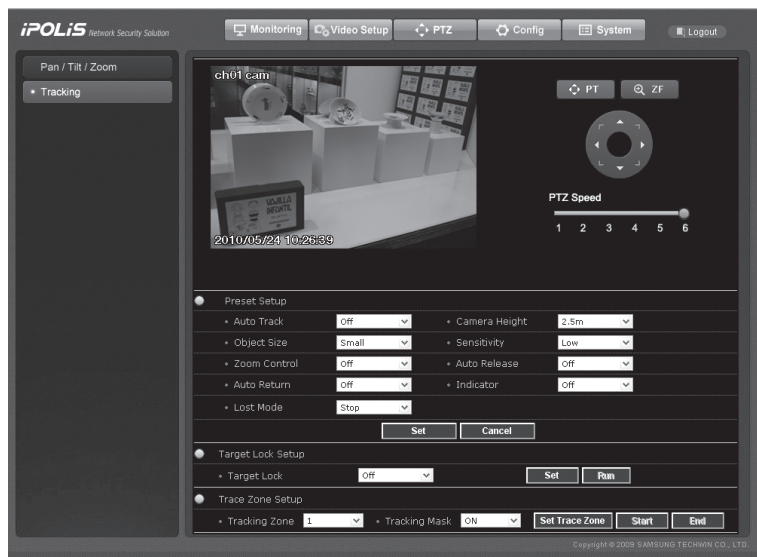 iPOLiS Network Security Solution
Monitoring Video Setup PTZ Config System Logout
Pan / Tilt / Zoom
Tracking
ch01 cam
VAJILLA
INFANTIL
2010/05/24 10:26:39
PT ZF
PTZ Speed
1 2 3 4 5 6
Preset Setup
Auto Track Off Camera Height 2.5m
Object Size Small Sensitivity Low
Zoom Control Off Auto Release Off
Auto Return Off Indicator Off
Lost Mode Stop
Set Cancel
Target Lock Setup
Target Lock Off Set Run
Trace Zone Setup
Tracking Zone 1 Tracking Mask ON Set Trace Zone Start End
Copyright © 2009 SAMSUNG TECHWIN CO., LTD.